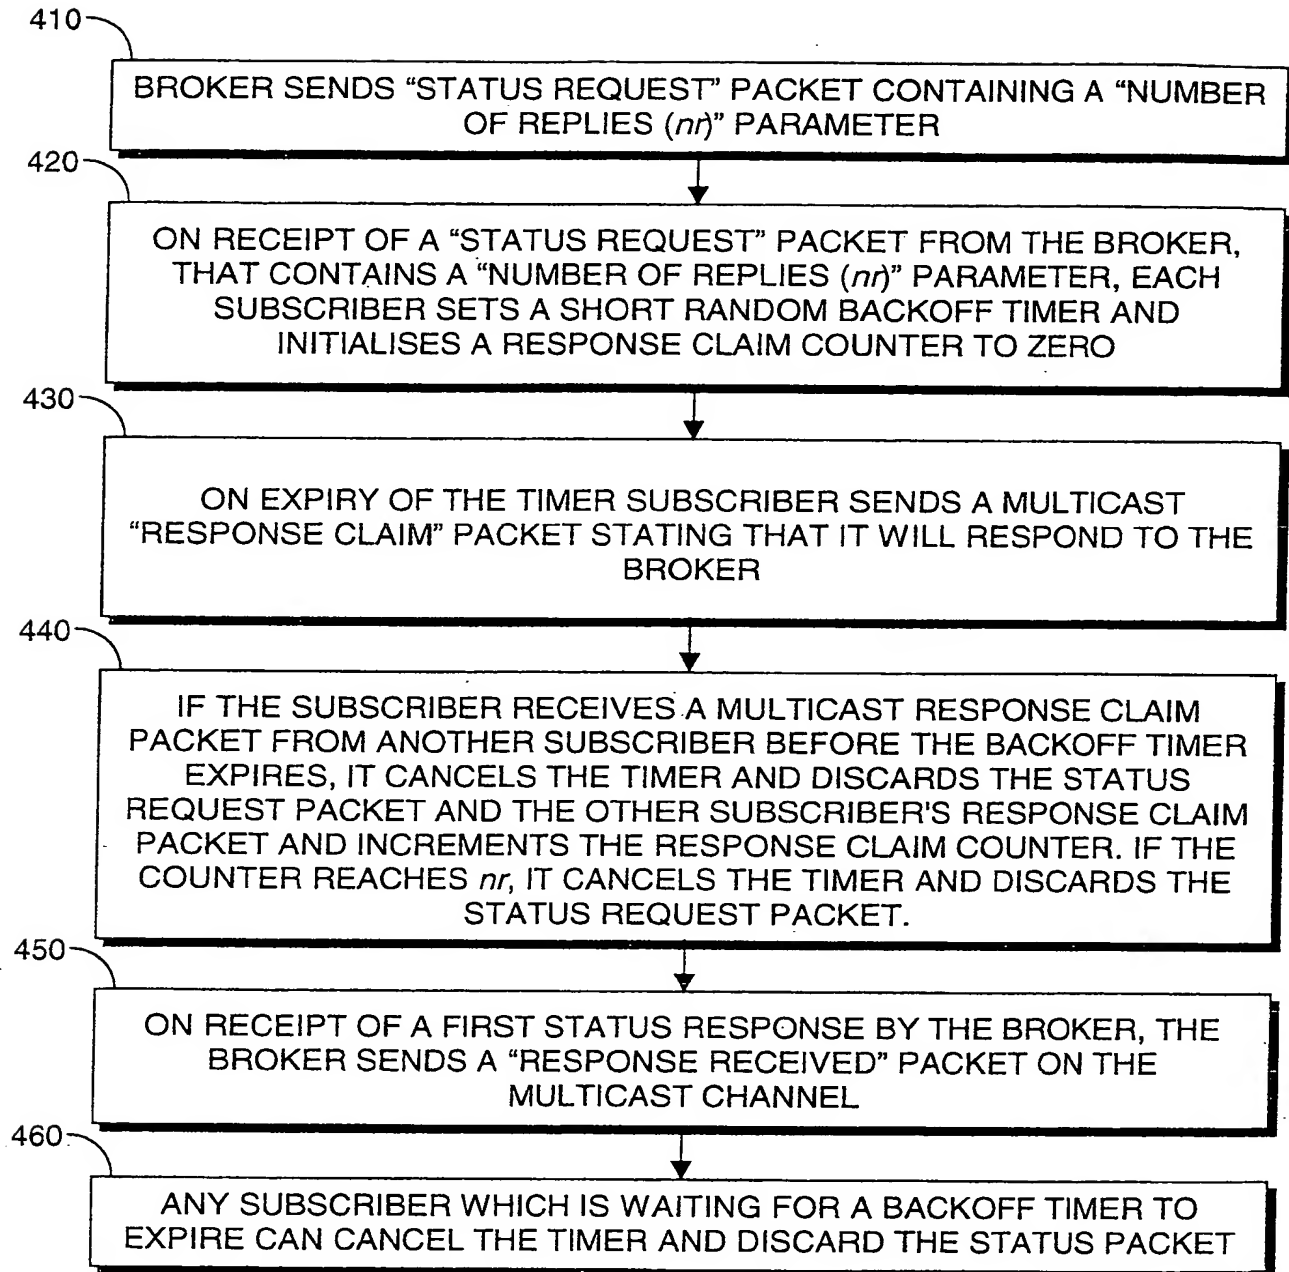 410
BROKER SENDS “STATUS REQUEST” PACKET CONTAINING A “NUMBER
OF REPLIES (nr)” PARAMETER
420
ON RECEIPT OF A “STATUS REQUEST” PACKET FROM THE BROKER,
THAT CONTAINS A “NUMBER OF REPLIES (nr)” PARAMETER, EACH
SUBSCRIBER SETS A SHORT RANDOM BACKOFF TIMER AND
INITIALISES A RESPONSE CLAIM COUNTER TO ZERO
430
ON EXPIRY OF THE TIMER SUBSCRIBER SENDS A MULTICAST
“RESPONSE CLAIM” PACKET STATING THAT IT WILL RESPOND TO THE
BROKER
440
IF THE SUBSCRIBER RECEIVES A MULTICAST RESPONSE CLAIM
PACKET FROM ANOTHER SUBSCRIBER BEFORE THE BACKOFF TIMER
EXPIRES, IT CANCELS THE TIMER AND DISCARDS THE STATUS
REQUEST PACKET AND THE OTHER SUBSCRIBER'S RESPONSE CLAIM
PACKET AND INCREMENTS THE RESPONSE CLAIM COUNTER. IF THE
COUNTER REACHES nr, IT CANCELS THE TIMER AND DISCARDS THE
STATUS REQUEST PACKET.
450
ON RECEIPT OF A FIRST STATUS RESPONSE BY THE BROKER, THE
BROKER SENDS A “RESPONSE RECEIVED” PACKET ON THE
MULTICAST CHANNEL
460
ANY SUBSCRIBER WHICH IS WAITING FOR A BACKOFF TIMER TO
EXPIRE CAN CANCEL THE TIMER AND DISCARD THE STATUS PACKET